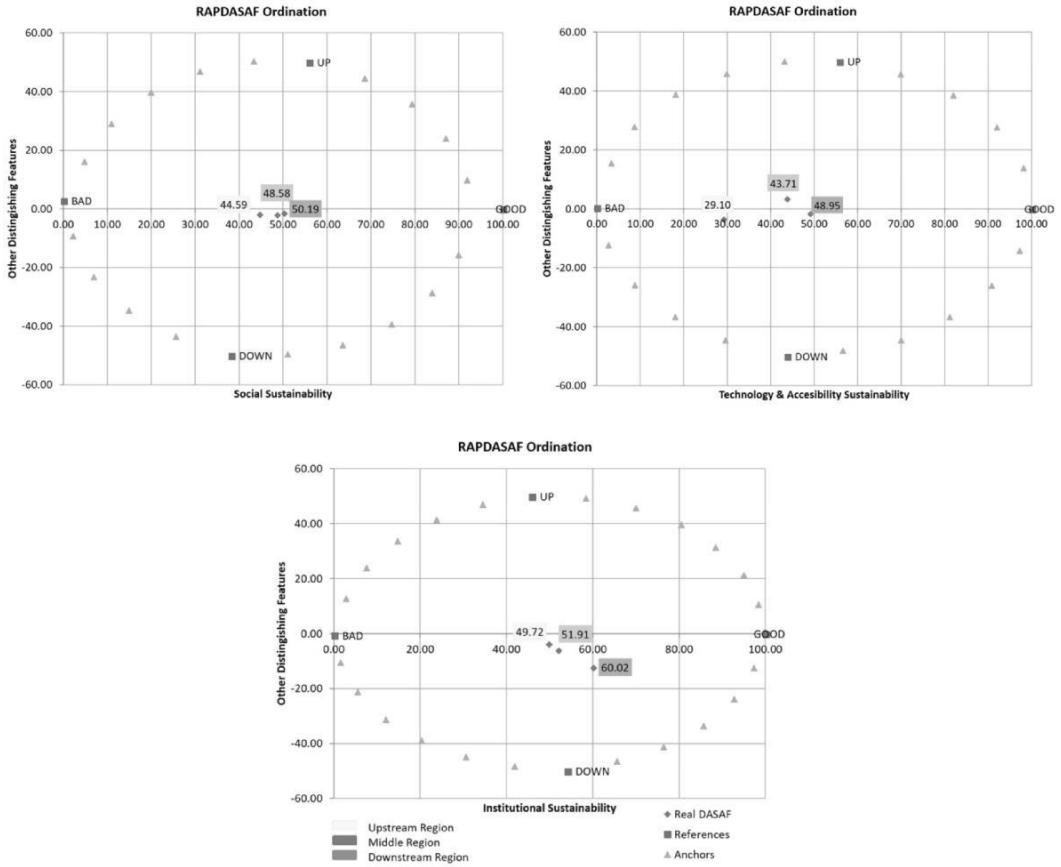 RAPDASAF Ordination
60.00
UP
40.00
20.00
48.58
44.59
50.19
BAD
0.00
GOOD
0.00 10.00 20.00 30.00 40.00 50.00 60.00 70.00 80.00 90.00 100.00
-20.00
-40.00
DOWN
-60.00
Other Distingishing Features
Social Sustainability
RAPDASAF Ordination
60.00
UP
40.00
20.00
43.71
29.10
48.95
BAD
0.00
GOOD
0.00 10.00 20.00 30.00 40.00 50.00 60.00 70.00 80.00 90.00 100.00
-20.00
-40.00
DOWN
-60.00
Other Distingishing Features
Technology & Accesibility Sustainability
RAPDASAF Ordination
60.00
UP
40.00
20.00
49.72
51.91
0.00
BAD
GOOD
0.00 20.00 40.00 60.00 80.00 100.00
60.02
-20.00
-40.00
DOWN
-60.00
Other Distingishing Features
Institutional Sustainability
Upstream Region
Middle Region
Downstream Region
Real DASAF
References
Anchors